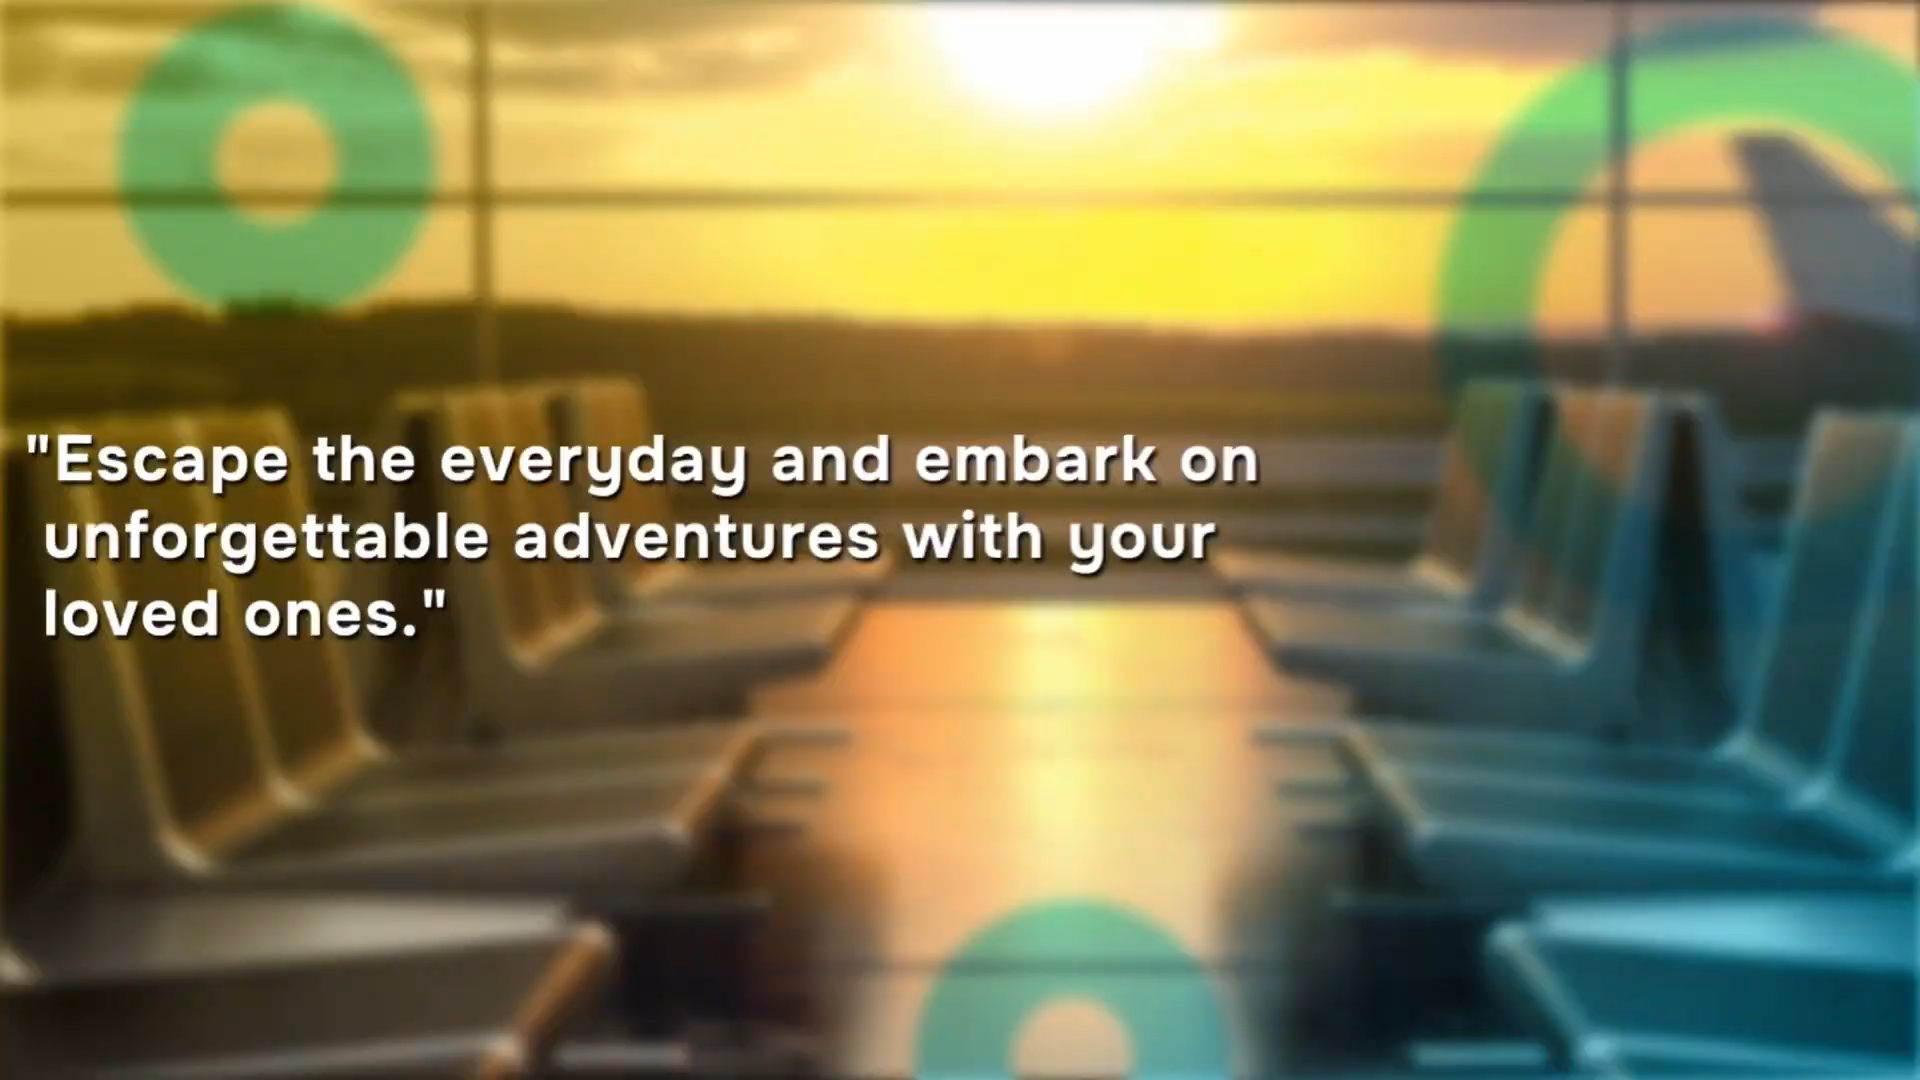 "Escape the everyday and embark on
unforgettable adventures with your
loved ones."